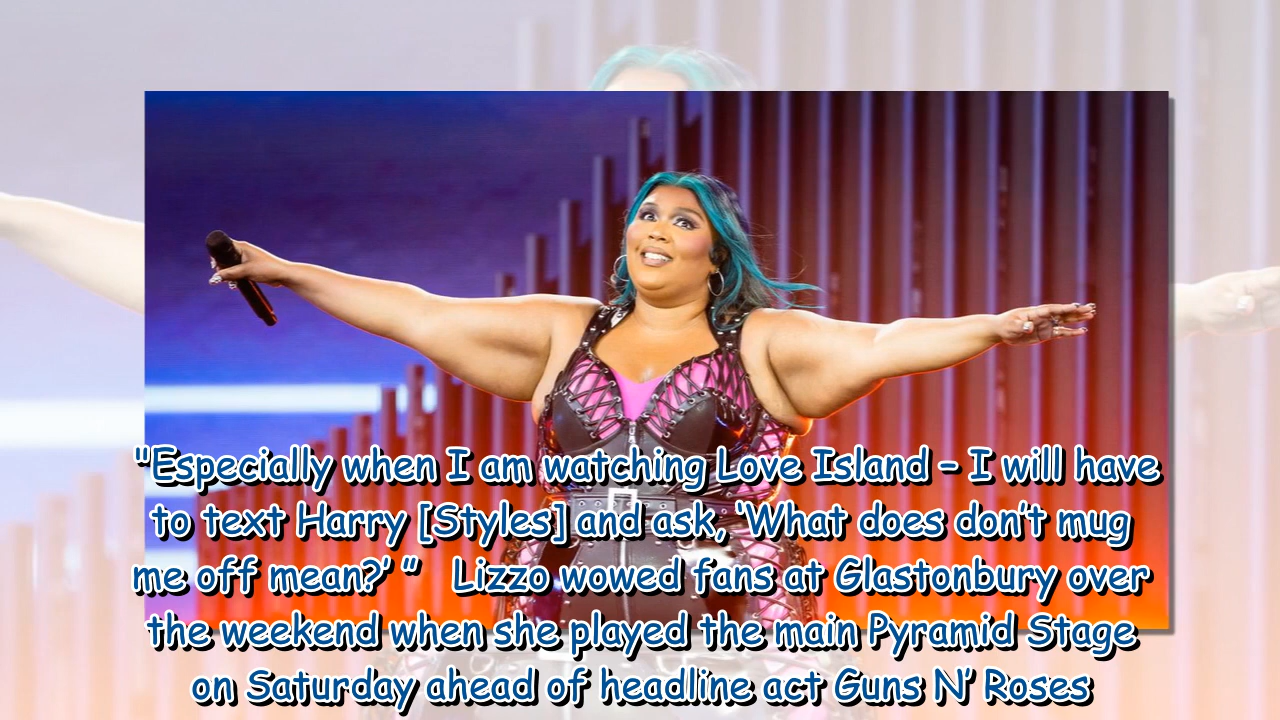 "Especially when I am watching Love Island – I will have
to text Harry [Styles] and ask, ‘What does don’t mug
me off mean?’ ” Lizzo wowed fans at Glastonbury over
the weekend when she played the main Pyramid Stage
on Saturday ahead of headline act Guns N’ Roses